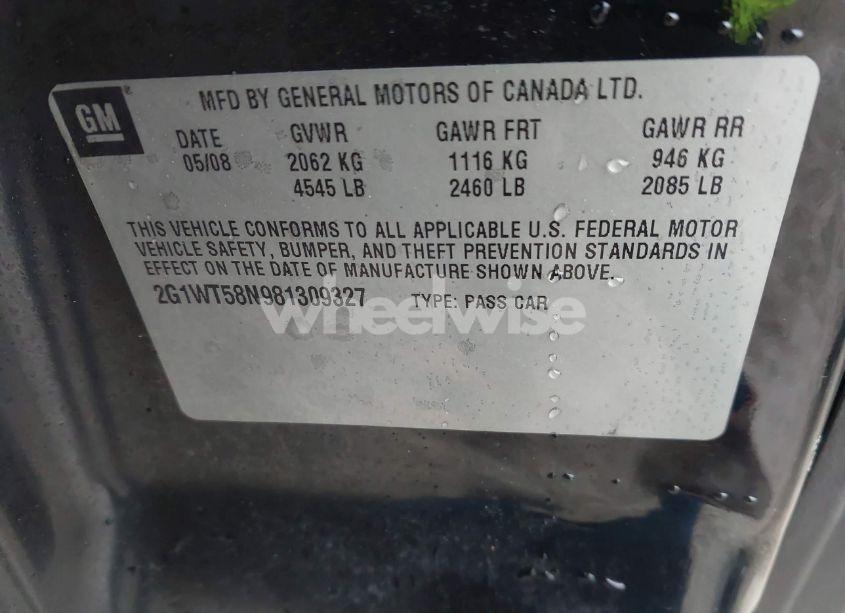 GM
MFD BY GENERAL MOTORS OF CANADA LTD.
DATE GVWR GAWR FRT GAWR RR
05/08 2062 KG 1116 KG 946 KG
4545 LB 2460 LB 2085 LB
THIS VEHICLE CONFORMS TO ALL APPLICABLE U.S. FEDERAL MOTOR
VEHICLE SAFETY, BUMPER, AND THEFT PREVENTION STANDARDS IN
EFFECT ON THE DATE OF MANUFACTURE SHOWN ABOVE.
2G1WT58N981309327 TYPE: PASS CAR
wheelwise